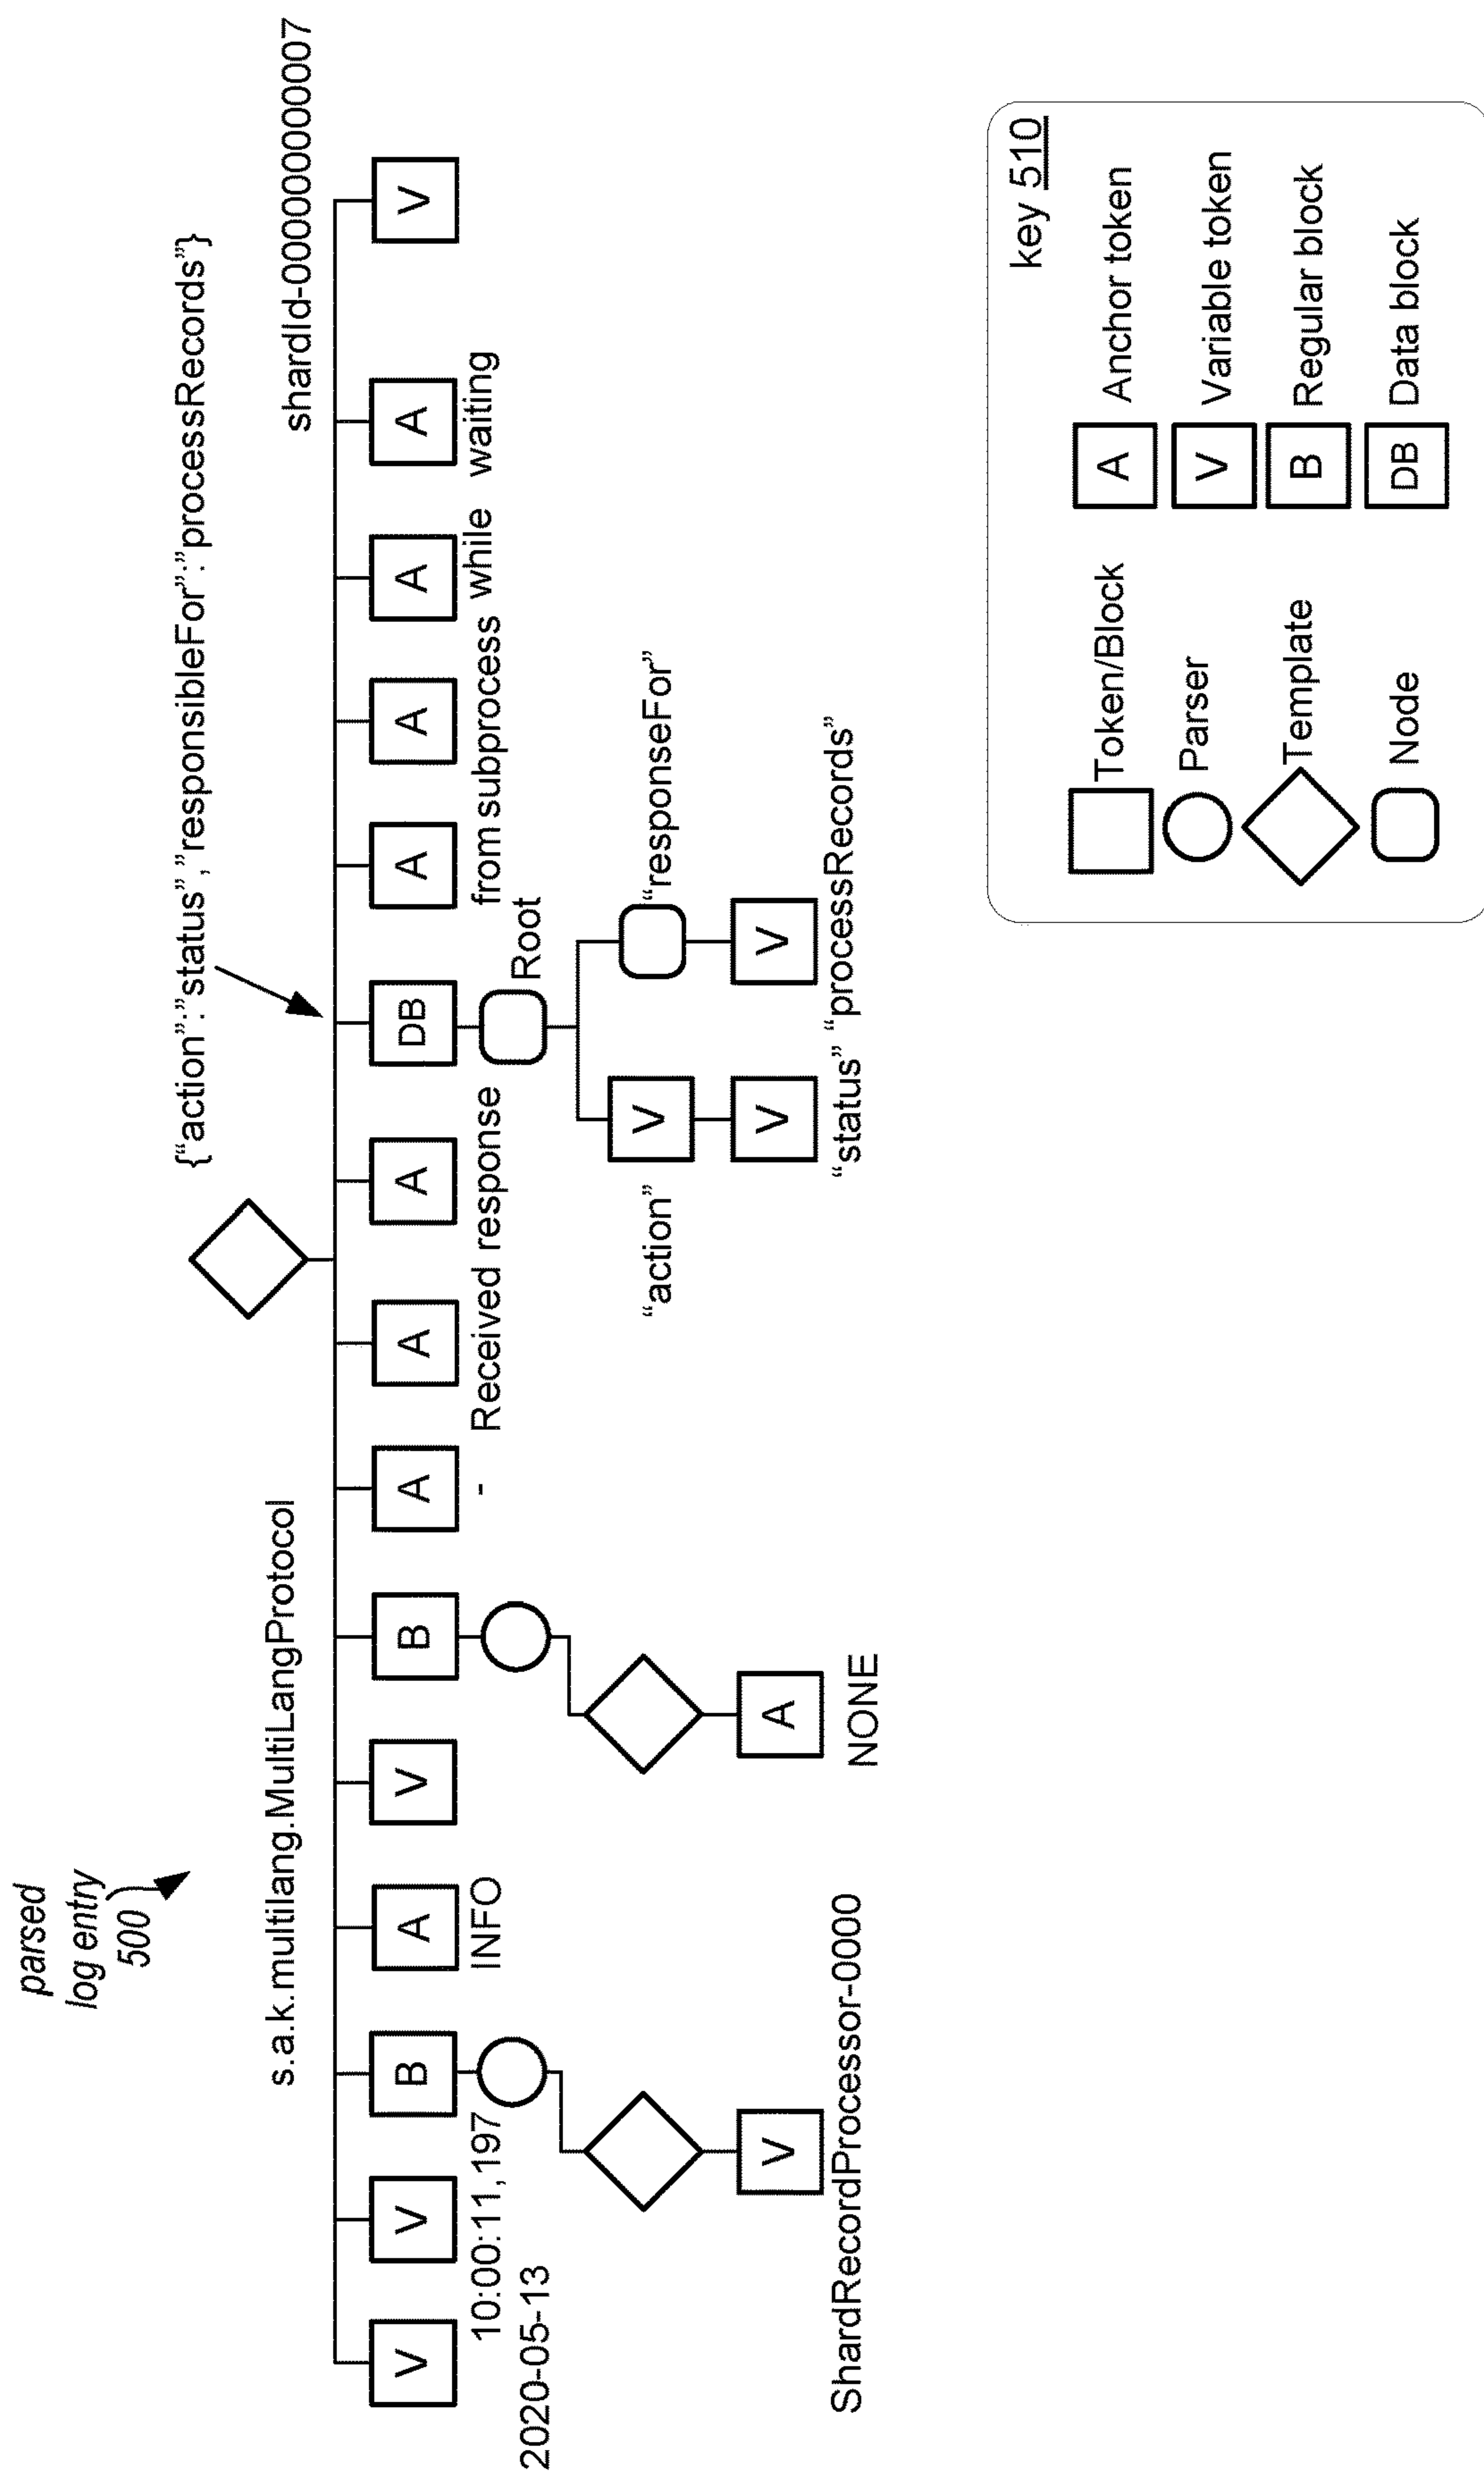 parsed
log entry
500
s.a.k.multilang.MultiLangProtocol
{“action”:”status”,”responsibleFor”:”processRecords”}
shardId-000000000007
V
V
B
A
V
B
A
A
A
DB
A
A
A
A
V
2020-05-13
10:00:11,197
INFO
-
Received response
Root
from subprocess
while
waiting
V
“action”
“responseFor”
V
A
V
V
ShardRecordProcessor-0000
NONE
“status”
“processRecords”
key 510
Token/Block
A
Anchor token
Parser
V
Variable token
Template
B
Regular block
Node
DB
Data block